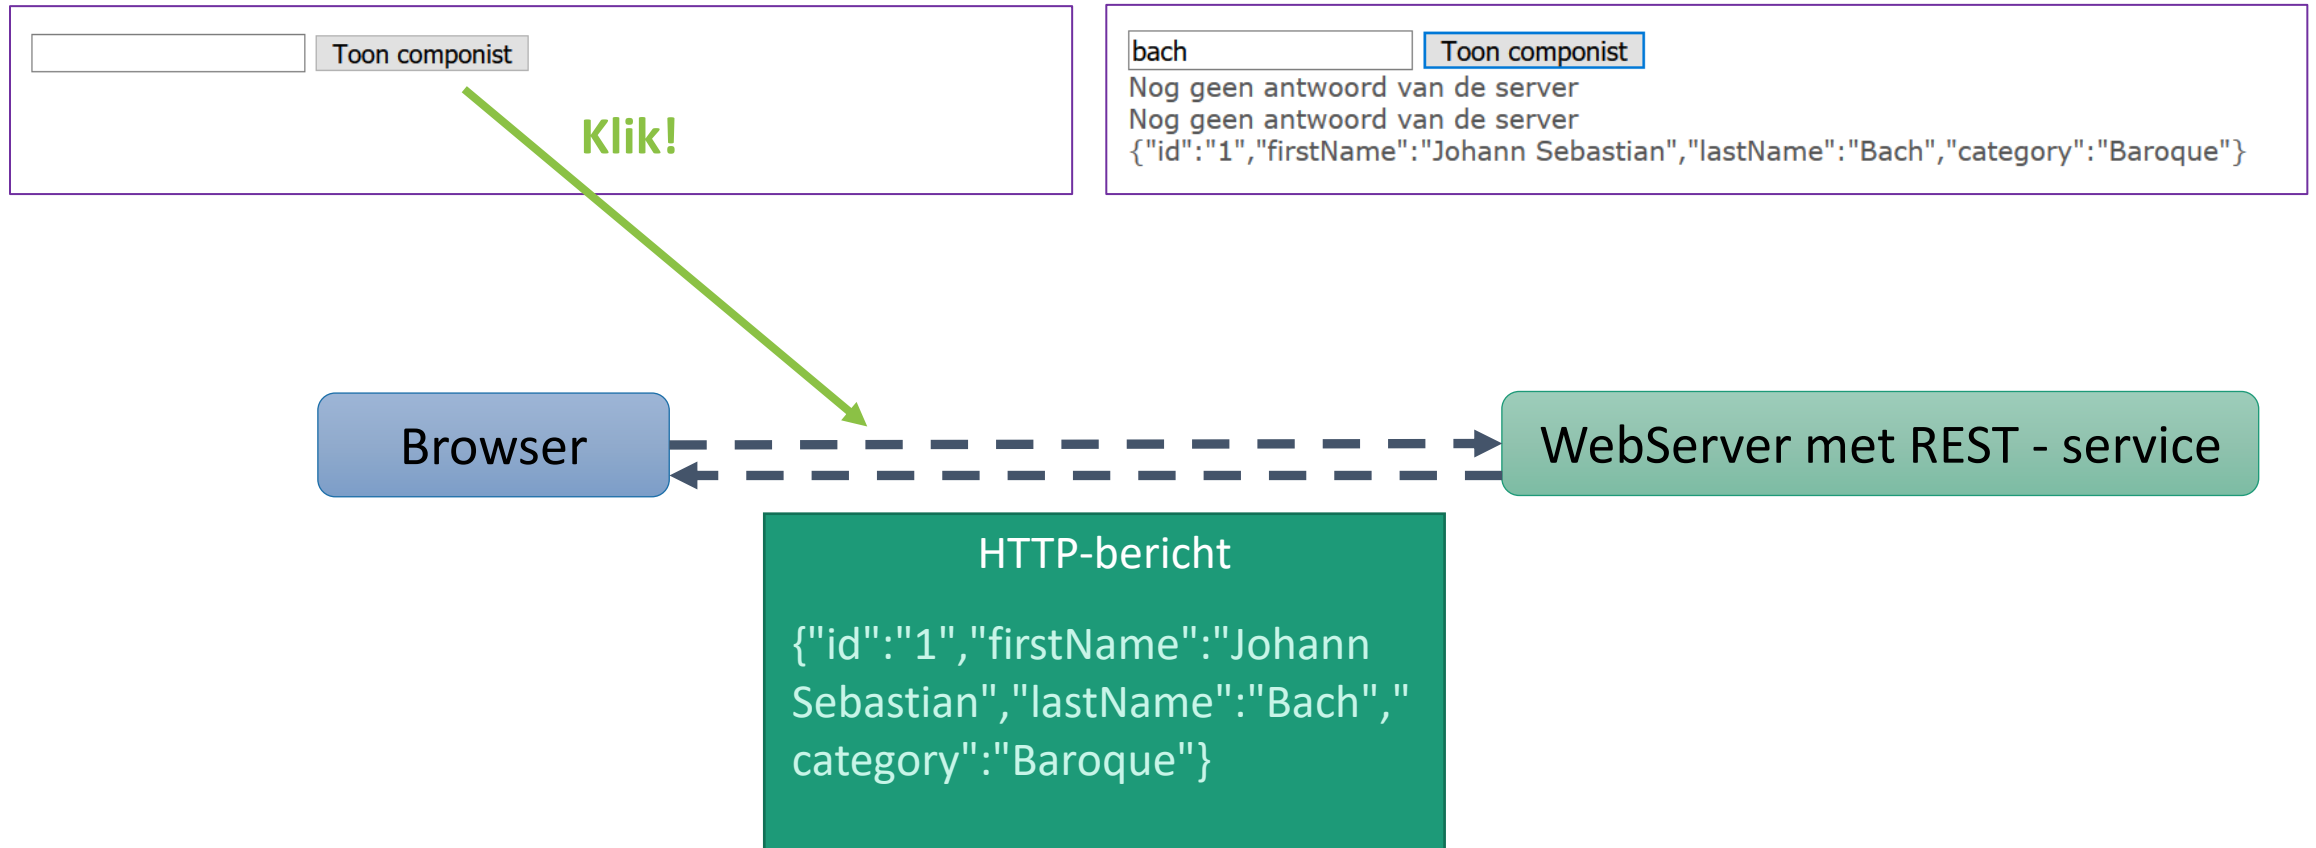 Toon componist
Klik!
bach
Toon componist
Nog geen antwoord van de server
Nog geen antwoord van de server
{"id":"1","firstName":"Johann Sebastian","lastName":"Bach","category":"Baroque"}
Browser
WebServer met REST - service
HTTP-bericht
{"id":"1","firstName":"Johann
Sebastian","lastName":"Bach","
category":"Baroque"}